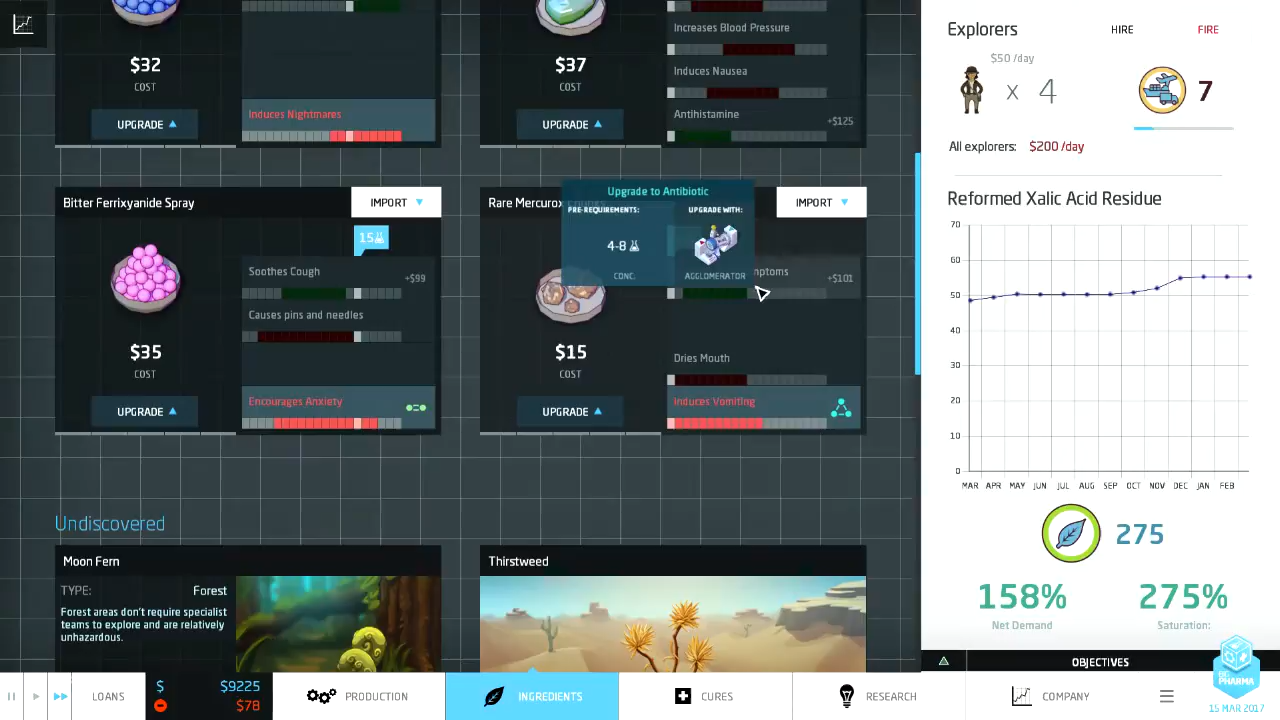 $32
COST
UPGRADE
Induces Nightmares
$37
COST
UPGRADE
Increases Blood Pressure
Induces Nausea
Antihistamine
+$125
Bitter Ferrixyanide Spray
IMPORT
15
Soothes Cough
+$99
Causes pins and needles
$35
COST
UPGRADE
Encourages Anxiety
Rare Mercurox
IMPORT
Upgrade to Antibiotic
PRE-REQUIREMENTS:
UPGRADE WITH:
4-8
CONC.
AGGLOMERATOR
+$101
$15
COST
UPGRADE
Dries Mouth
Induces Vomiting
Undiscovered
Moon Fern
TYPE:
Forest
Forest areas don't require specialist
teams to explore and are relatively
unhazardous.
Thirstweed
Explorers
HIRE
FIRE
$50 /day
x 4
7
All explorers:
$200 /day
Reformed Xalic Acid Residue
70
60
50
40
30
20
10
0
MAR APR MAY JUN JUL AUG SEP OCT NOV DEC JAN FEB
275
158%
Net Demand
275%
Saturation:
OBJECTIVES
LOANS
$
$9225
$78
PRODUCTION
INGREDIENTS
CURES
RESEARCH
COMPANY
PHARMA
15 MAR 2017